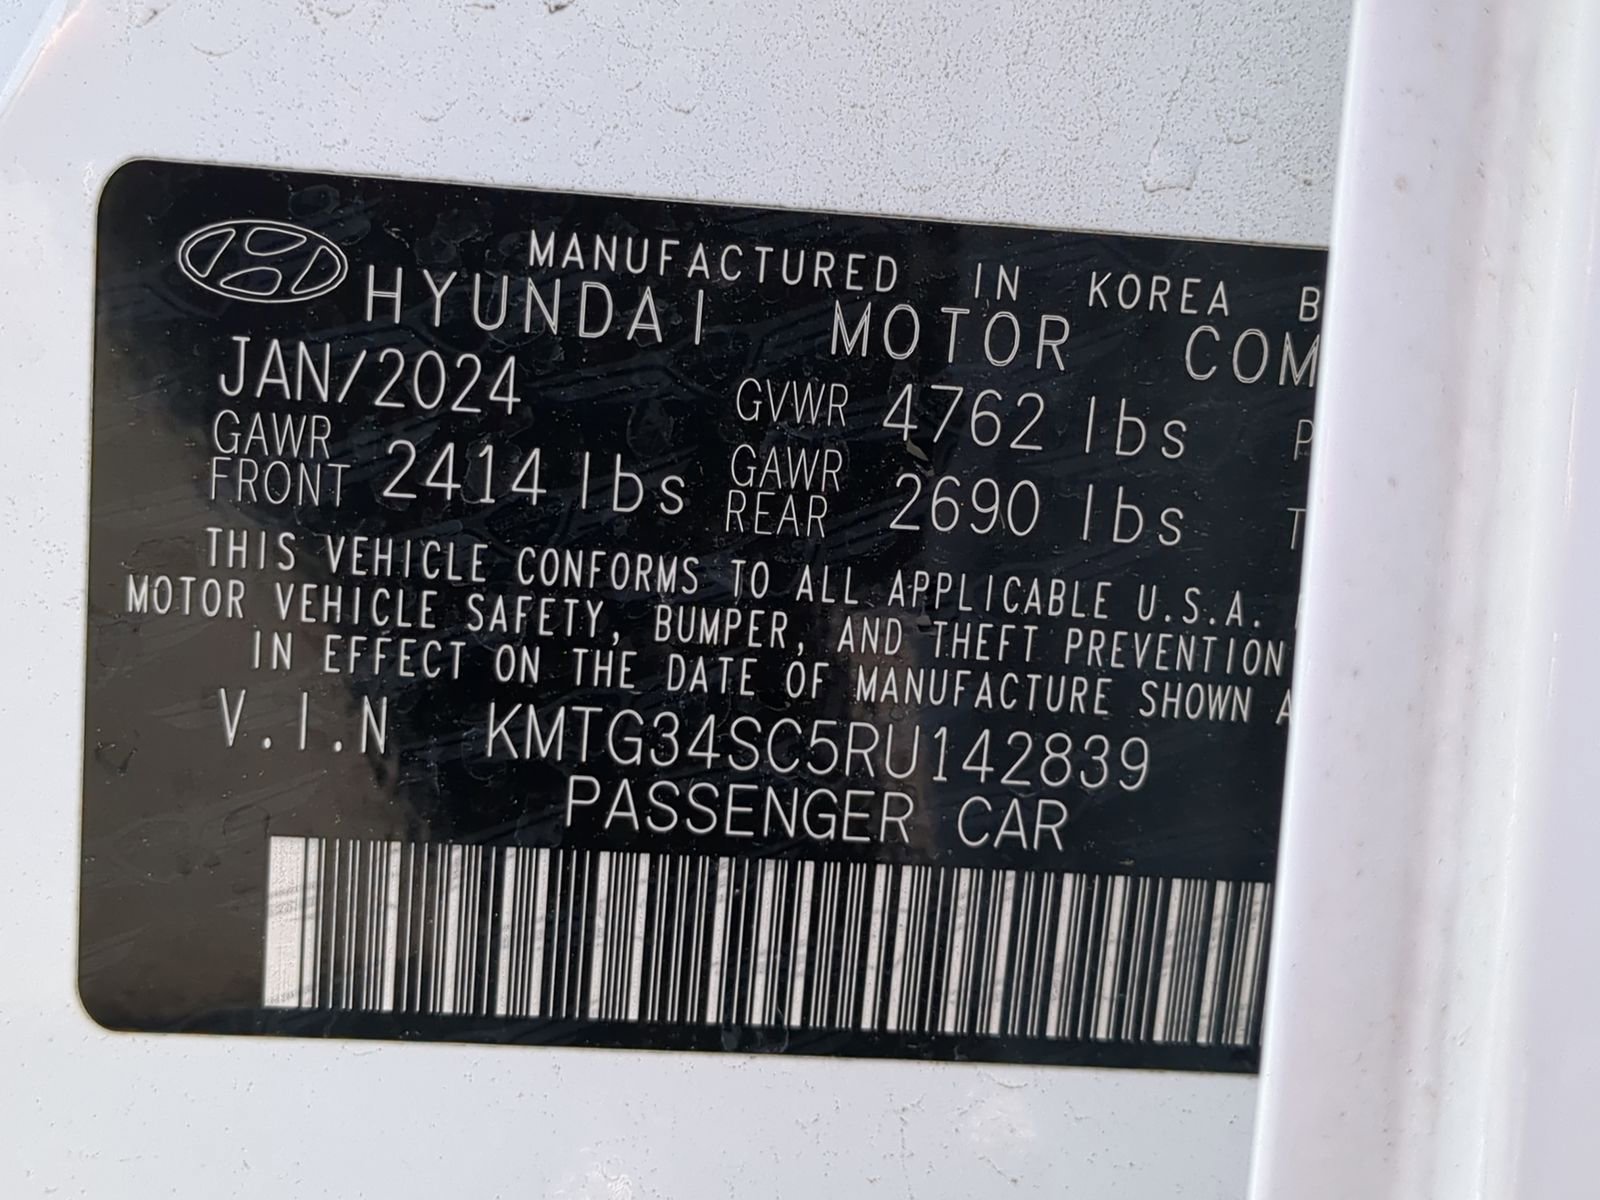 MANUFACTURED IN KOREA B
HYUNDAI MOTOR COM
JAN/2024 GVWR 4762 lbs P
GAWR FRONT 2414 lbs GAWR REAR 2690 lbs T
THIS VEHICLE CONFORMS TO ALL APPLICABLE U.S.A.
MOTOR VEHICLE SAFETY, BUMPER, AND THEFT PREVENTION
IN EFFECT ON THE DATE OF MANUFACTURE SHOWN A
V.I.N KMTG34SC5RU142839
PASSENGER CAR